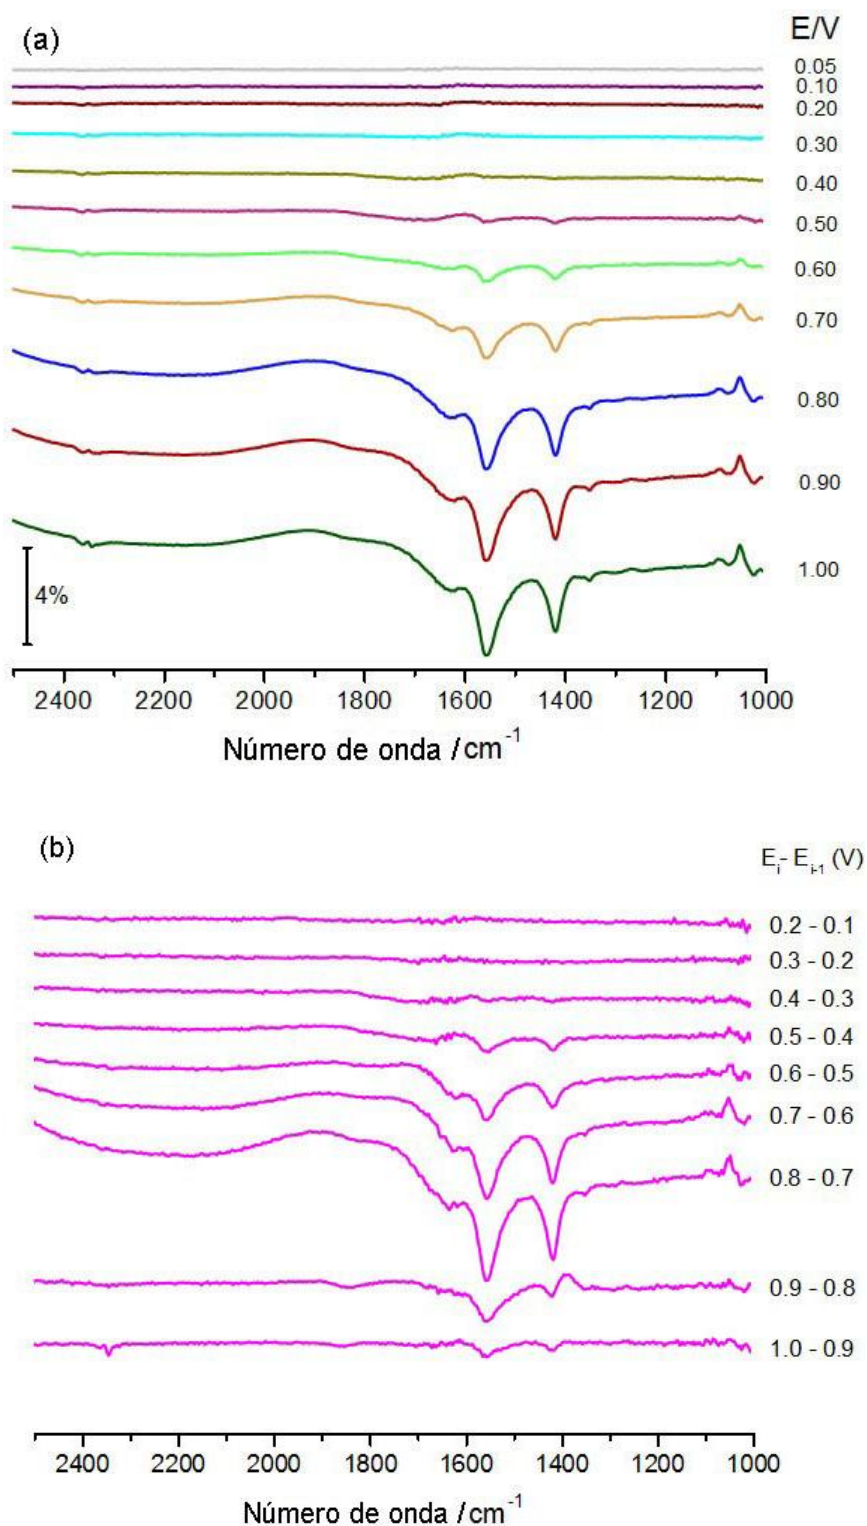 (a)
E/V
0.05
0.10
0.20
0.30
0.40
0.50
0.60
0.70
0.80
0.90
1.00
4%
2400 2200 2000 1800 1600 1400 1200 1000
Número de onda /cm⁻¹
(b)
Eᵢ- Eᵢ₋₁ (V)
0.2 - 0.1
0.3 - 0.2
0.4 - 0.3
0.5 - 0.4
0.6 - 0.5
0.7 - 0.6
0.8 - 0.7
0.9 - 0.8
1.0 - 0.9
2400 2200 2000 1800 1600 1400 1200 1000
Número de onda /cm⁻¹